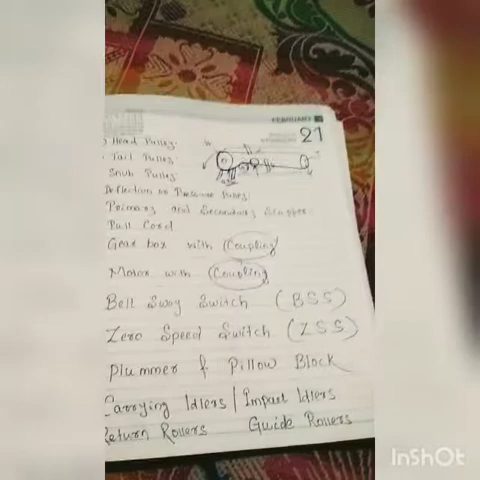 FEBRUARY
21
Head Pulley.
Tail Pulley.
Snub Pulley.
Deflection or Pressure Pulley.
Primary and Secondary Scapper.
Pull Cord
Gear box with (Coupling)
Motor with (Coupling)
Belt Sway Switch (BSS)
Zero Speed Switch (ZSS)
Plummer & Pillow Block
Carrying Idlers / Impact Idlers
Return Rollers Guide Rollers
InShOt